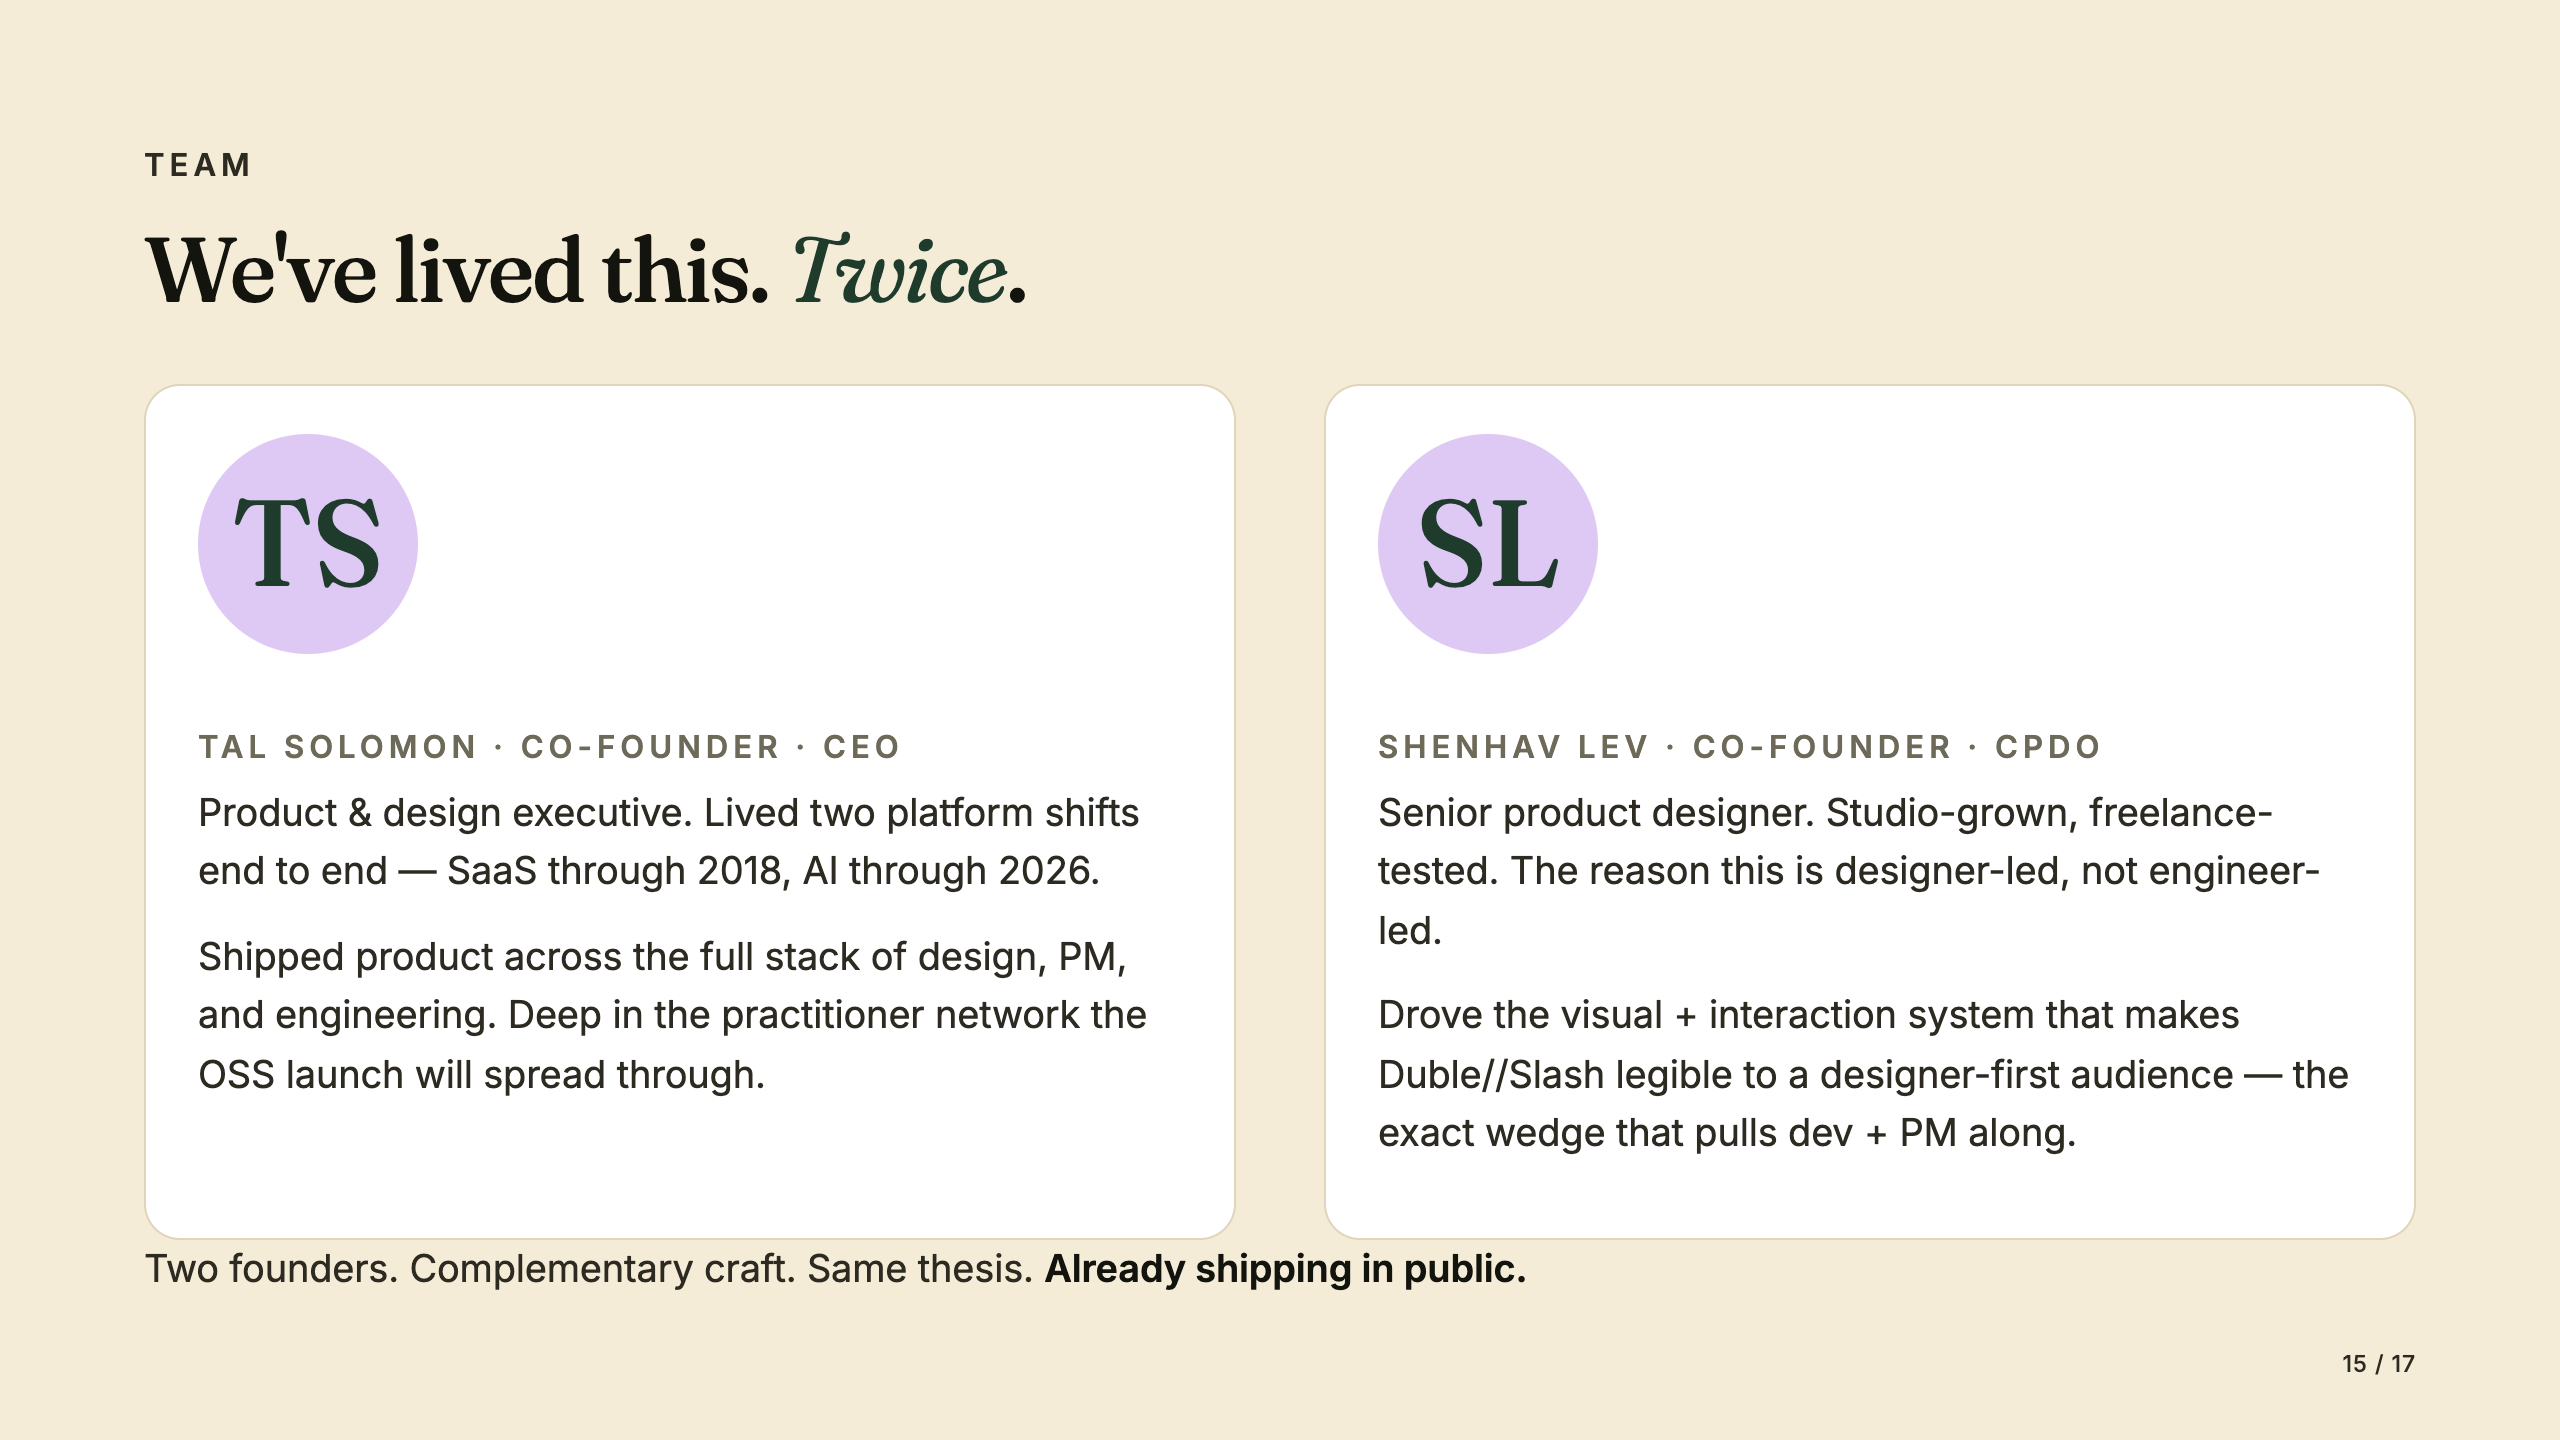 TEAM
We've lived this. Twice.
TS
TAL SOLOMON · CO-FOUNDER · CEO
Product & design executive. Lived two platform shifts
end to end — SaaS through 2018, AI through 2026.
Shipped product across the full stack of design, PM,
and engineering. Deep in the practitioner network the
OSS launch will spread through.
SL
SHENHAV LEV · CO-FOUNDER · CPDO
Senior product designer. Studio-grown, freelance-
tested. The reason this is designer-led, not engineer-
led.
Drove the visual + interaction system that makes
Duble//Slash legible to a designer-first audience — the
exact wedge that pulls dev + PM along.
Two founders. Complementary craft. Same thesis. Already shipping in public.
15 / 17